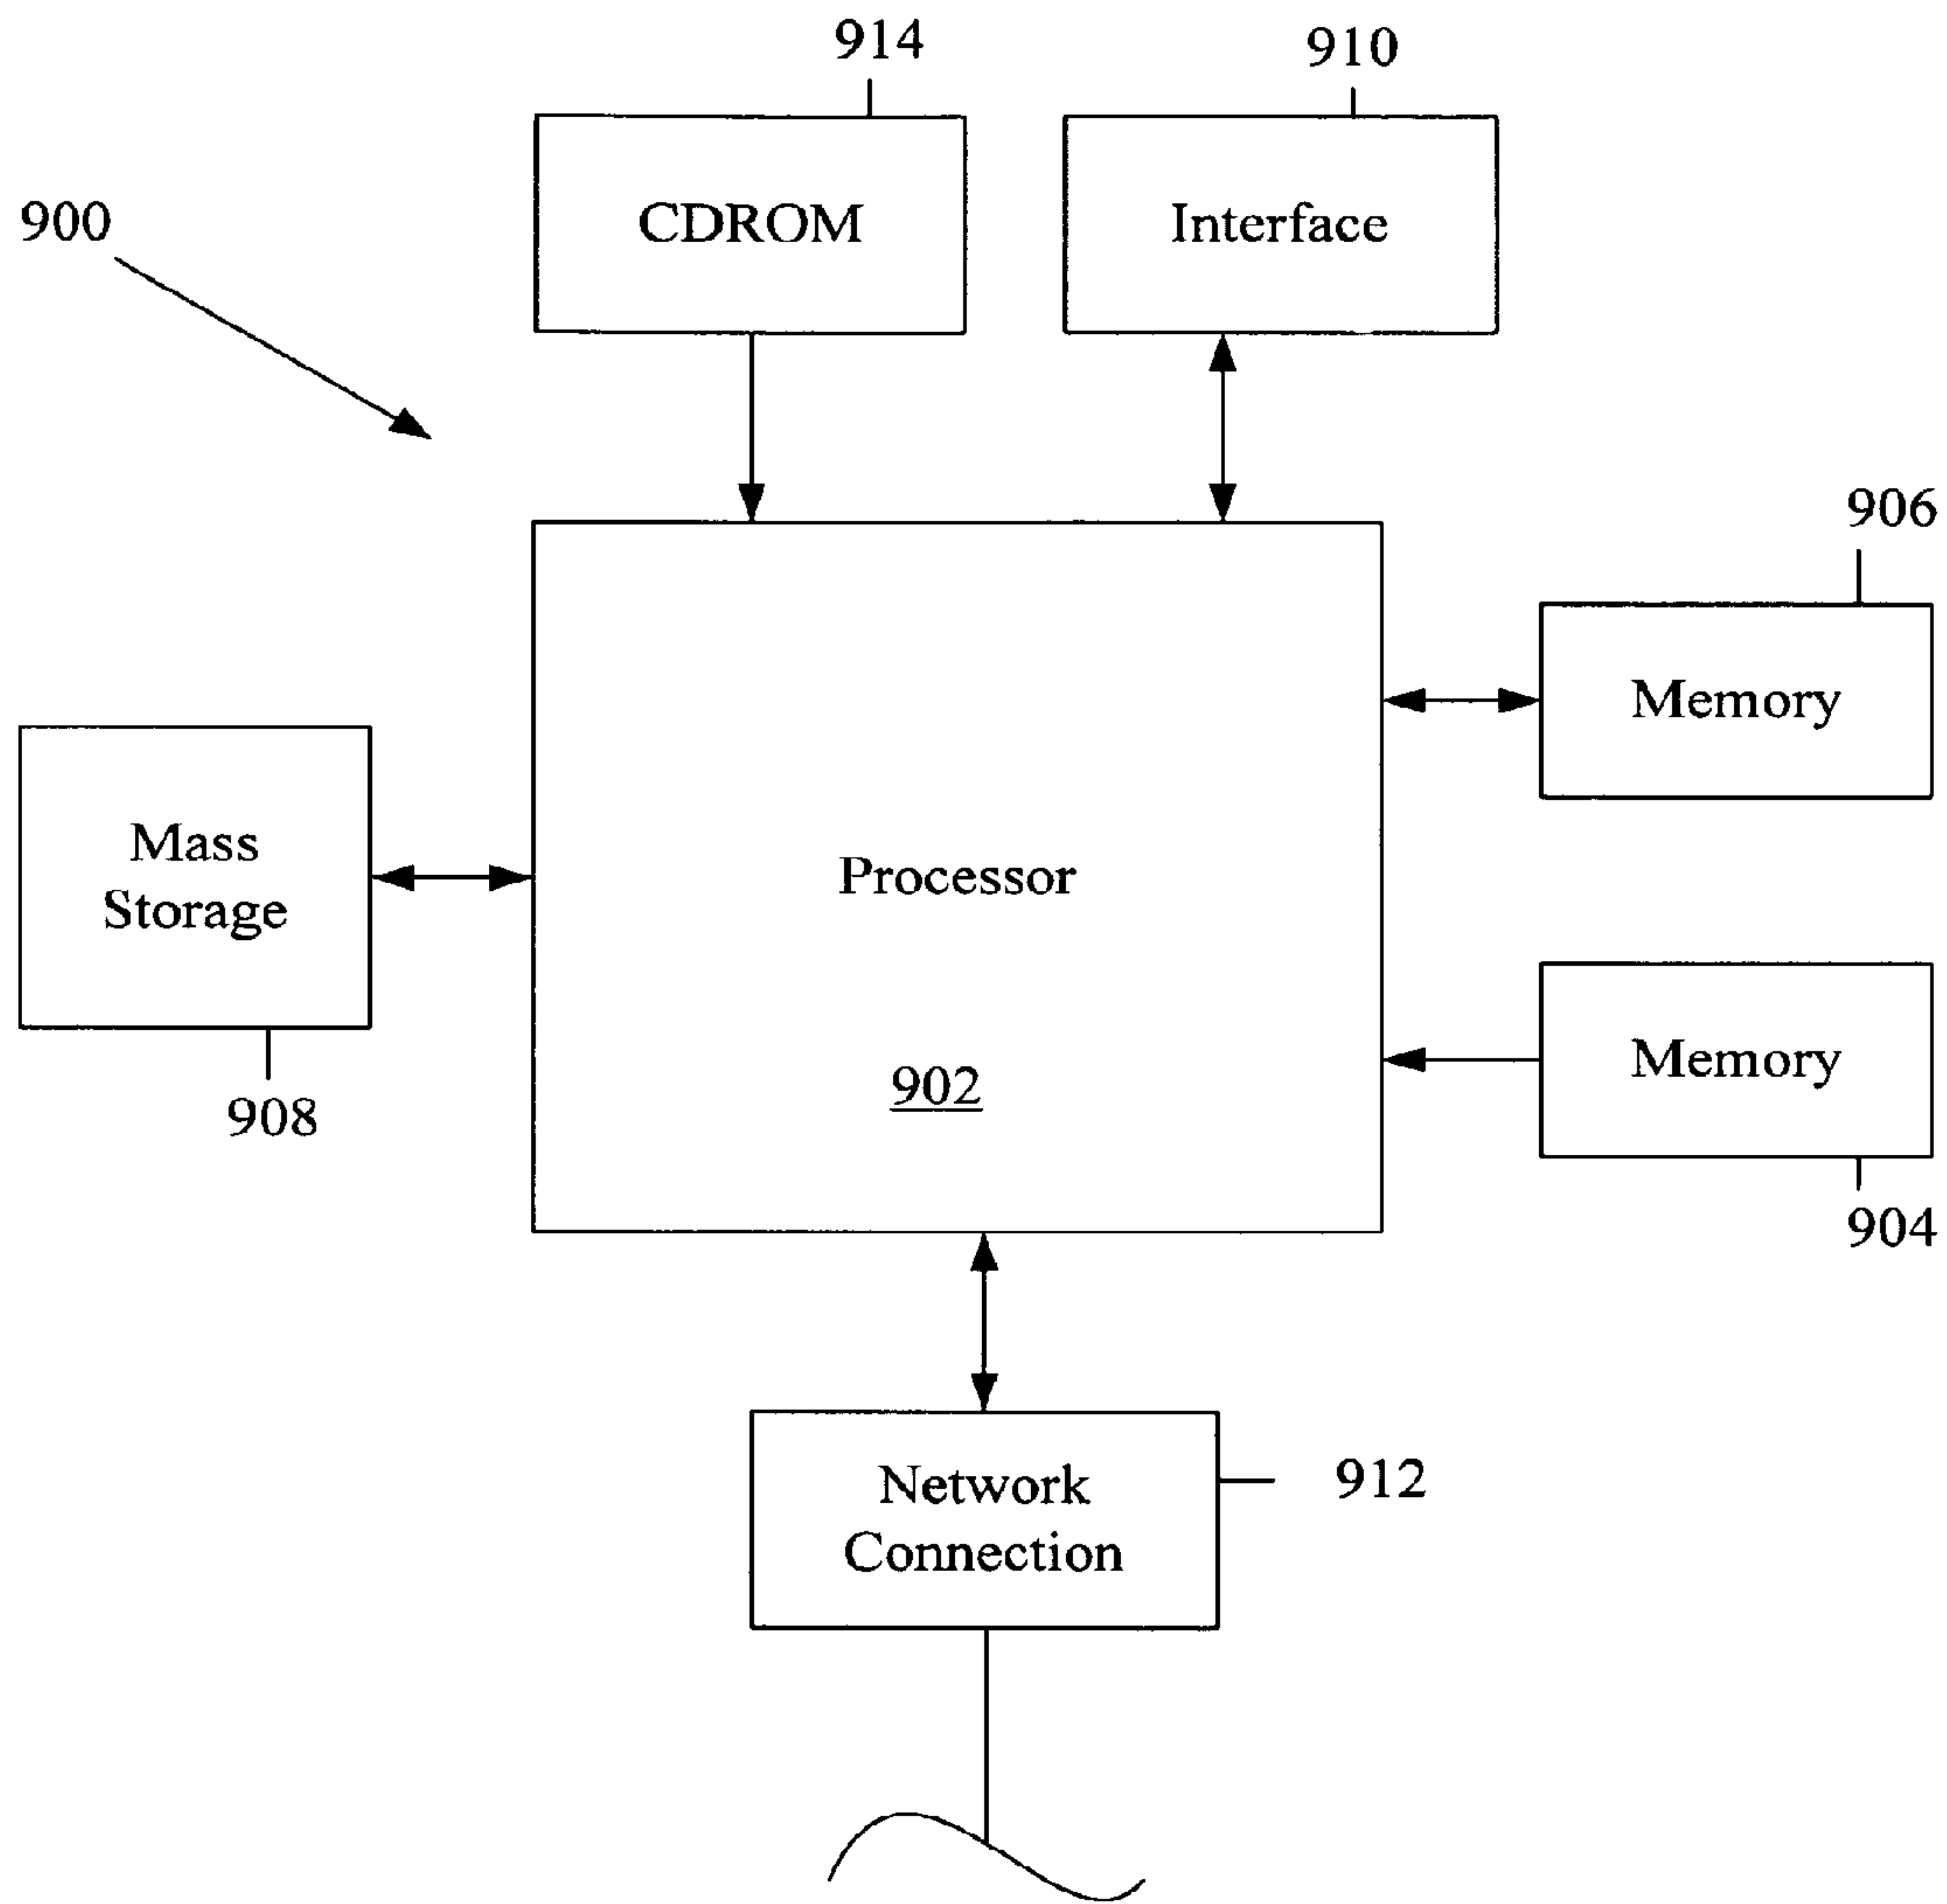 914
910
900
CDROM
Interface
906
Memory
Mass
Storage
Processor
Memory
902
908
904
Network
Connection
912